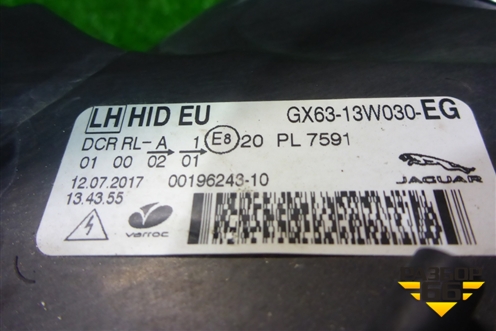 LH HID EU GX63-13W030-EG
DCR RL-A 1 E8 20 PL 7591
01 00 02 01
12.07.2017 00196243-10
13.43.55
varroc
JAGUAR
РАЗБОР